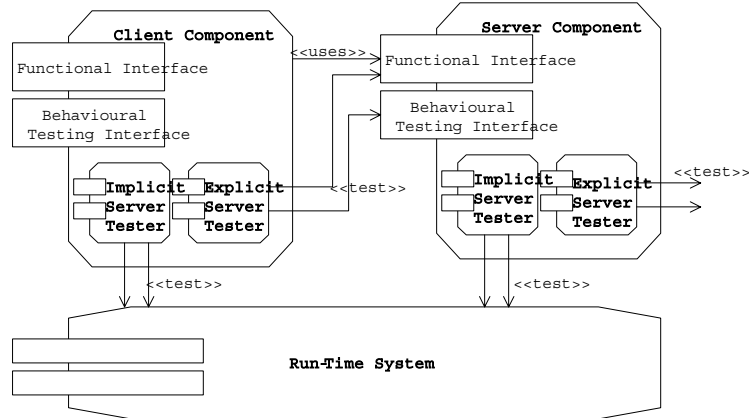 Client Component
Server Component
<<uses>>
Functional Interface
Functional Interface
Behavioural
Testing Interface
Behavioural
Testing Interface
Implicit
Server
Tester
Explicit
Server
Tester
<<test>>
Implicit
Server
Tester
Explicit
Server
Tester
<<test>>
<<test>>
<<test>>
Run-Time System